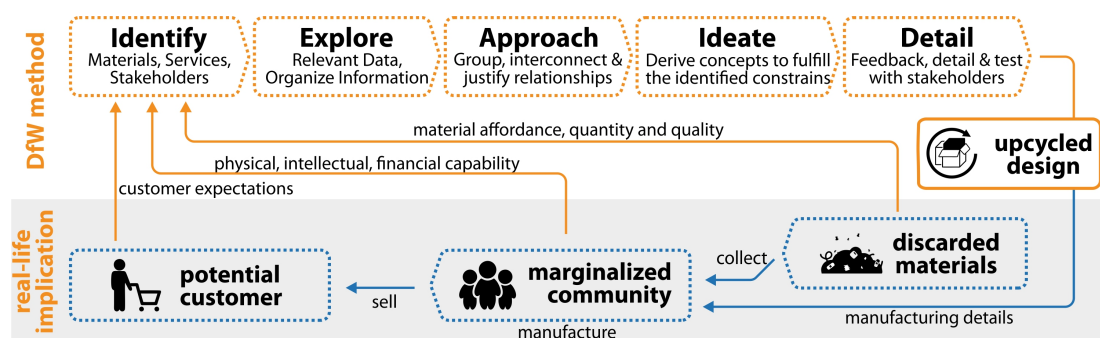 DfW method
Identify
Materials, Services,
Stakeholders
Explore
Relevant Data,
Organize Information
Approach
Group, interconnect &
justify relationships
Ideate
Derive concepts to fulfill
the identified constrains
Detail
Feedback, detail & test
with stakeholders
material affordance, quantity and quality
physical, intellectual, financial capability
customer expectations
upcycled
design
real-life
implication
potential
customer
sell
marginalized
community
manufacture
collect
discarded
materials
manufacturing details